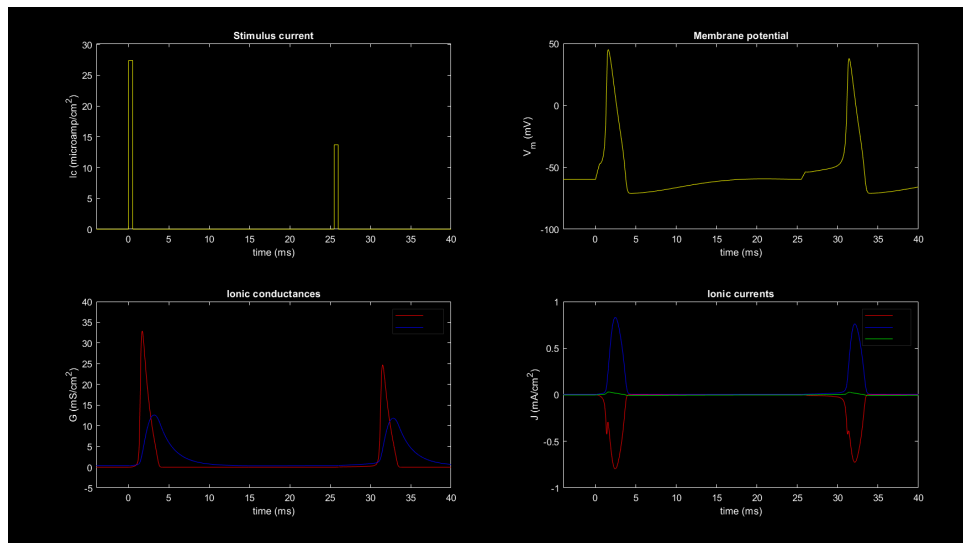 Stimulus current
Ic (microamp/cm²)
30
25
20
15
10
5
0
0 5 10 15 20 25 30 35 40
time (ms)
Membrane potential
V_m (mV)
50
0
-50
-100
0 5 10 15 20 25 30 35 40
time (ms)
Ionic conductances
G (mS/cm²)
40
35
30
25
20
15
10
5
0
-5
0 5 10 15 20 25 30 35 40
time (ms)
Ionic currents
J (mA/cm²)
1
0.5
0
-0.5
-1
0 5 10 15 20 25 30 35 40
time (ms)